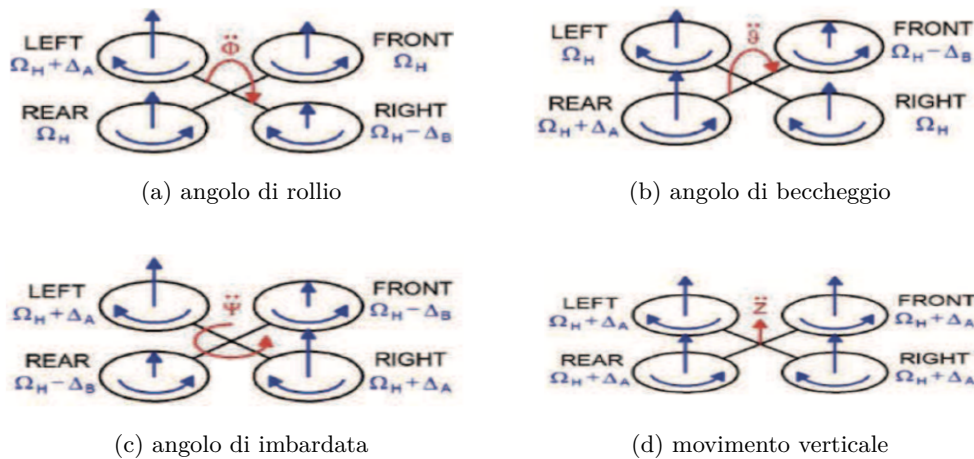 LEFT
Ω_H+Δ_A
Φ̈
FRONT
Ω_H
REAR
Ω_H
RIGHT
Ω_H−Δ_B
(a) angolo di rollio
LEFT
Ω_H
ϑ̈
FRONT
Ω_H−Δ_B
REAR
Ω_H+Δ_A
RIGHT
Ω_H
(b) angolo di beccheggio
LEFT
Ω_H+Δ_A
Ψ̈
FRONT
Ω_H−Δ_B
REAR
Ω_H−Δ_B
RIGHT
Ω_H+Δ_A
(c) angolo di imbardata
LEFT
Ω_H+Δ_A
Z̈
FRONT
Ω_H+Δ_A
REAR
Ω_H+Δ_A
RIGHT
Ω_H+Δ_A
(d) movimento verticale